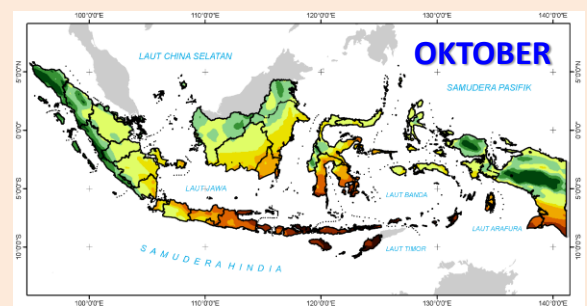 100°0'0"E 110°0'0"E 120°0'0"E 130°0'0"E 140°0'0"E
OKTOBER
LAUT CHINA SELATAN
SAMUDERA PASIFIK
5°0'0"N
5°0'0"N
0°0'0"
0°0'0"
LAUT JAWA
LAUT BANDA
5°0'0"S
5°0'0"S
LAUT ARAFURA
LAUT TIMOR
10°0'0"S
10°0'0"S
SAMUDERA HINDIA
100°0'0"E 110°0'0"E 120°0'0"E 130°0'0"E 140°0'0"E